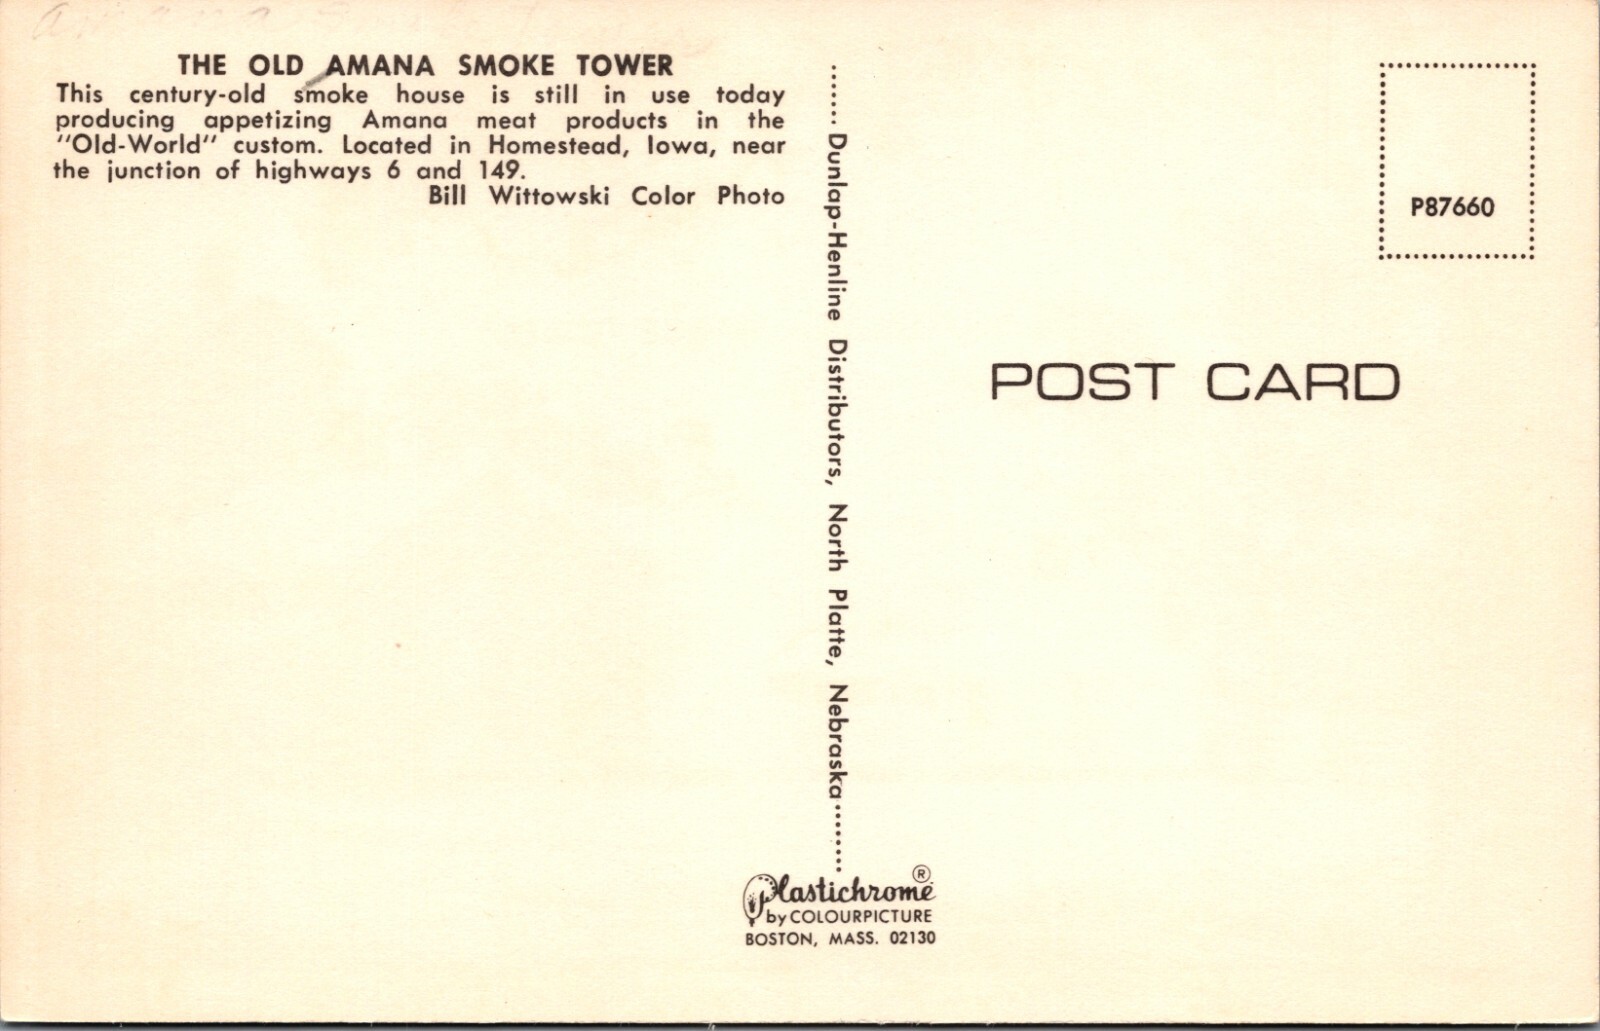 THE OLD AMANA SMOKE TOWER
This century-old smoke house is still in use today
producing appetizing Amana meat products in the
"Old-World" custom. Located in Homestead, Iowa, near
the junction of highways 6 and 149.
Bill Wittowski Color Photo
Dunlap-Henline Distributors, North Platte, Nebraska
P87660
POST CARD
Plastichrome®
by COLOURPICTURE
BOSTON, MASS. 02130